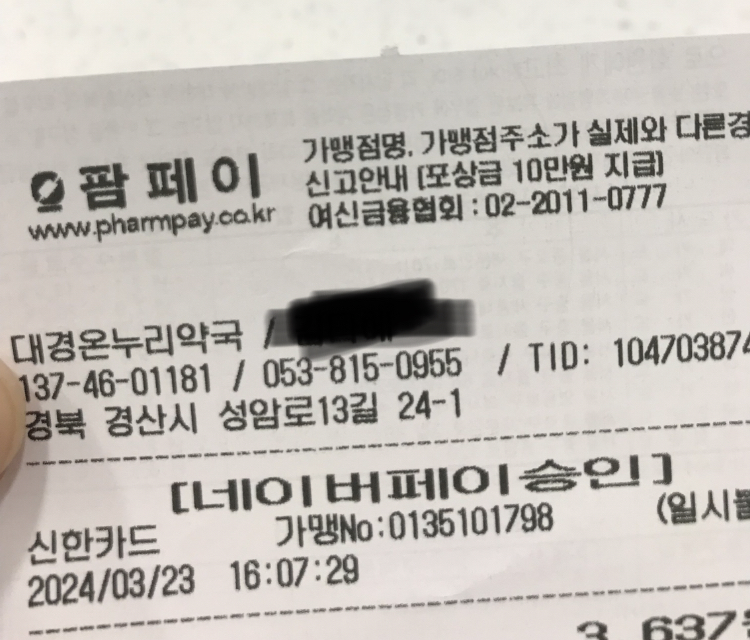 팜페이
www.pharmpay.co.kr
가맹점명, 가맹점주소가 실제와 다른경
신고안내 (포상금 10만원 지급)
여신금융협회 : 02-2011-0777
대경온누리약국 /
137-46-01181 / 053-815-0955 / TID: 104703874
경북 경산시 성암로13길 24-1
[네이버페이승인]
신한카드 가맹No:0135101798 (일시불
2024/03/23 16:07:29
3 637